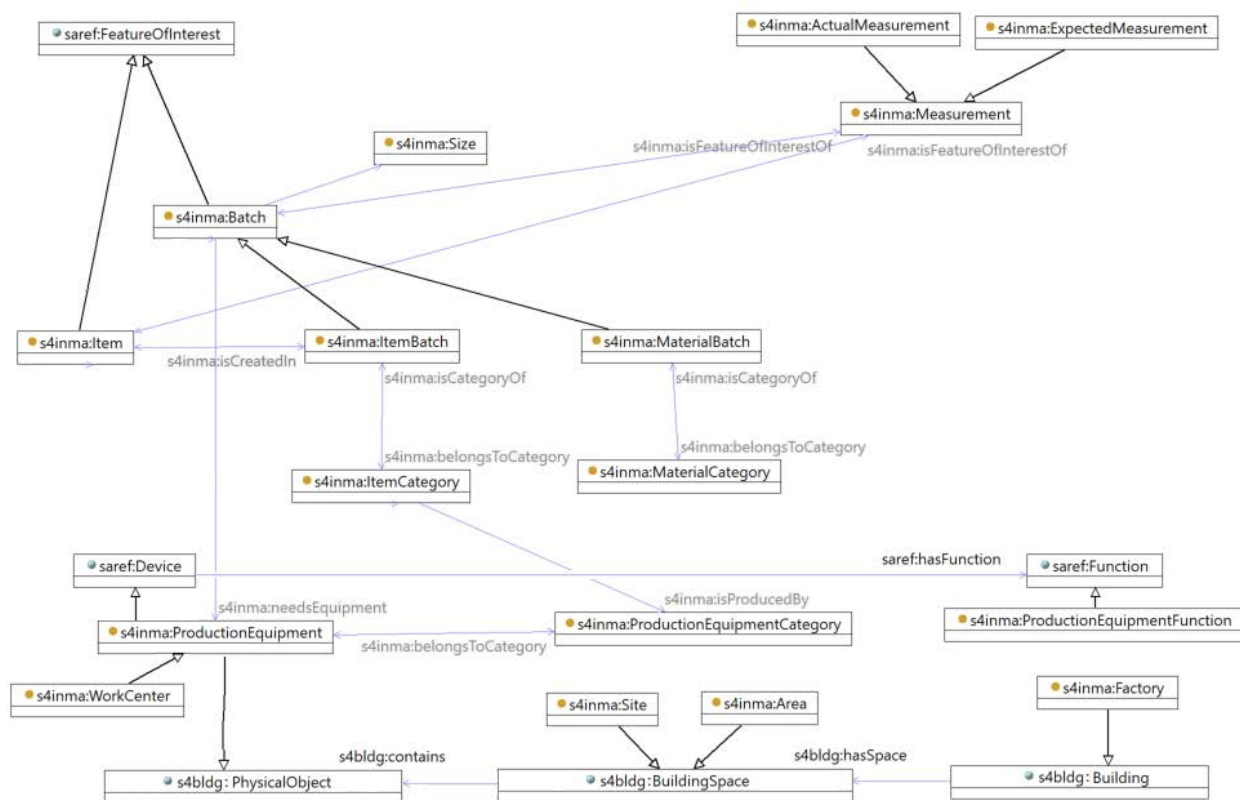 s4inma:ActualMeasurement
s4inma:ExpectedMeasurement
saref:FeatureOfInterest
s4inma:Measurement
s4inma:Size
s4inma:isFeatureOfInterestOf
s4inma:isFeatureOfInterestOf
s4inma:Batch
s4inma:Item
s4inma:ItemBatch
s4inma:MaterialBatch
s4inma:isCreatedIn
s4inma:isCategoryOf
s4inma:isCategoryOf
s4inma:belongsToCategory
s4inma:belongsToCategory
s4inma:ItemCategory
s4inma:MaterialCategory
saref:Device
saref:hasFunction
saref:Function
s4inma:needsEquipment
s4inma:isProducedBy
s4inma:ProductionEquipment
s4inma:ProductionEquipmentCategory
s4inma:ProductionEquipmentFunction
s4inma:belongsToCategory
s4inma:WorkCenter
s4inma:Site
s4inma:Area
s4inma:Factory
s4bldg:contains
s4bldg:hasSpace
s4bldg:PhysicalObject
s4bldg:BuildingSpace
s4bldg:Building